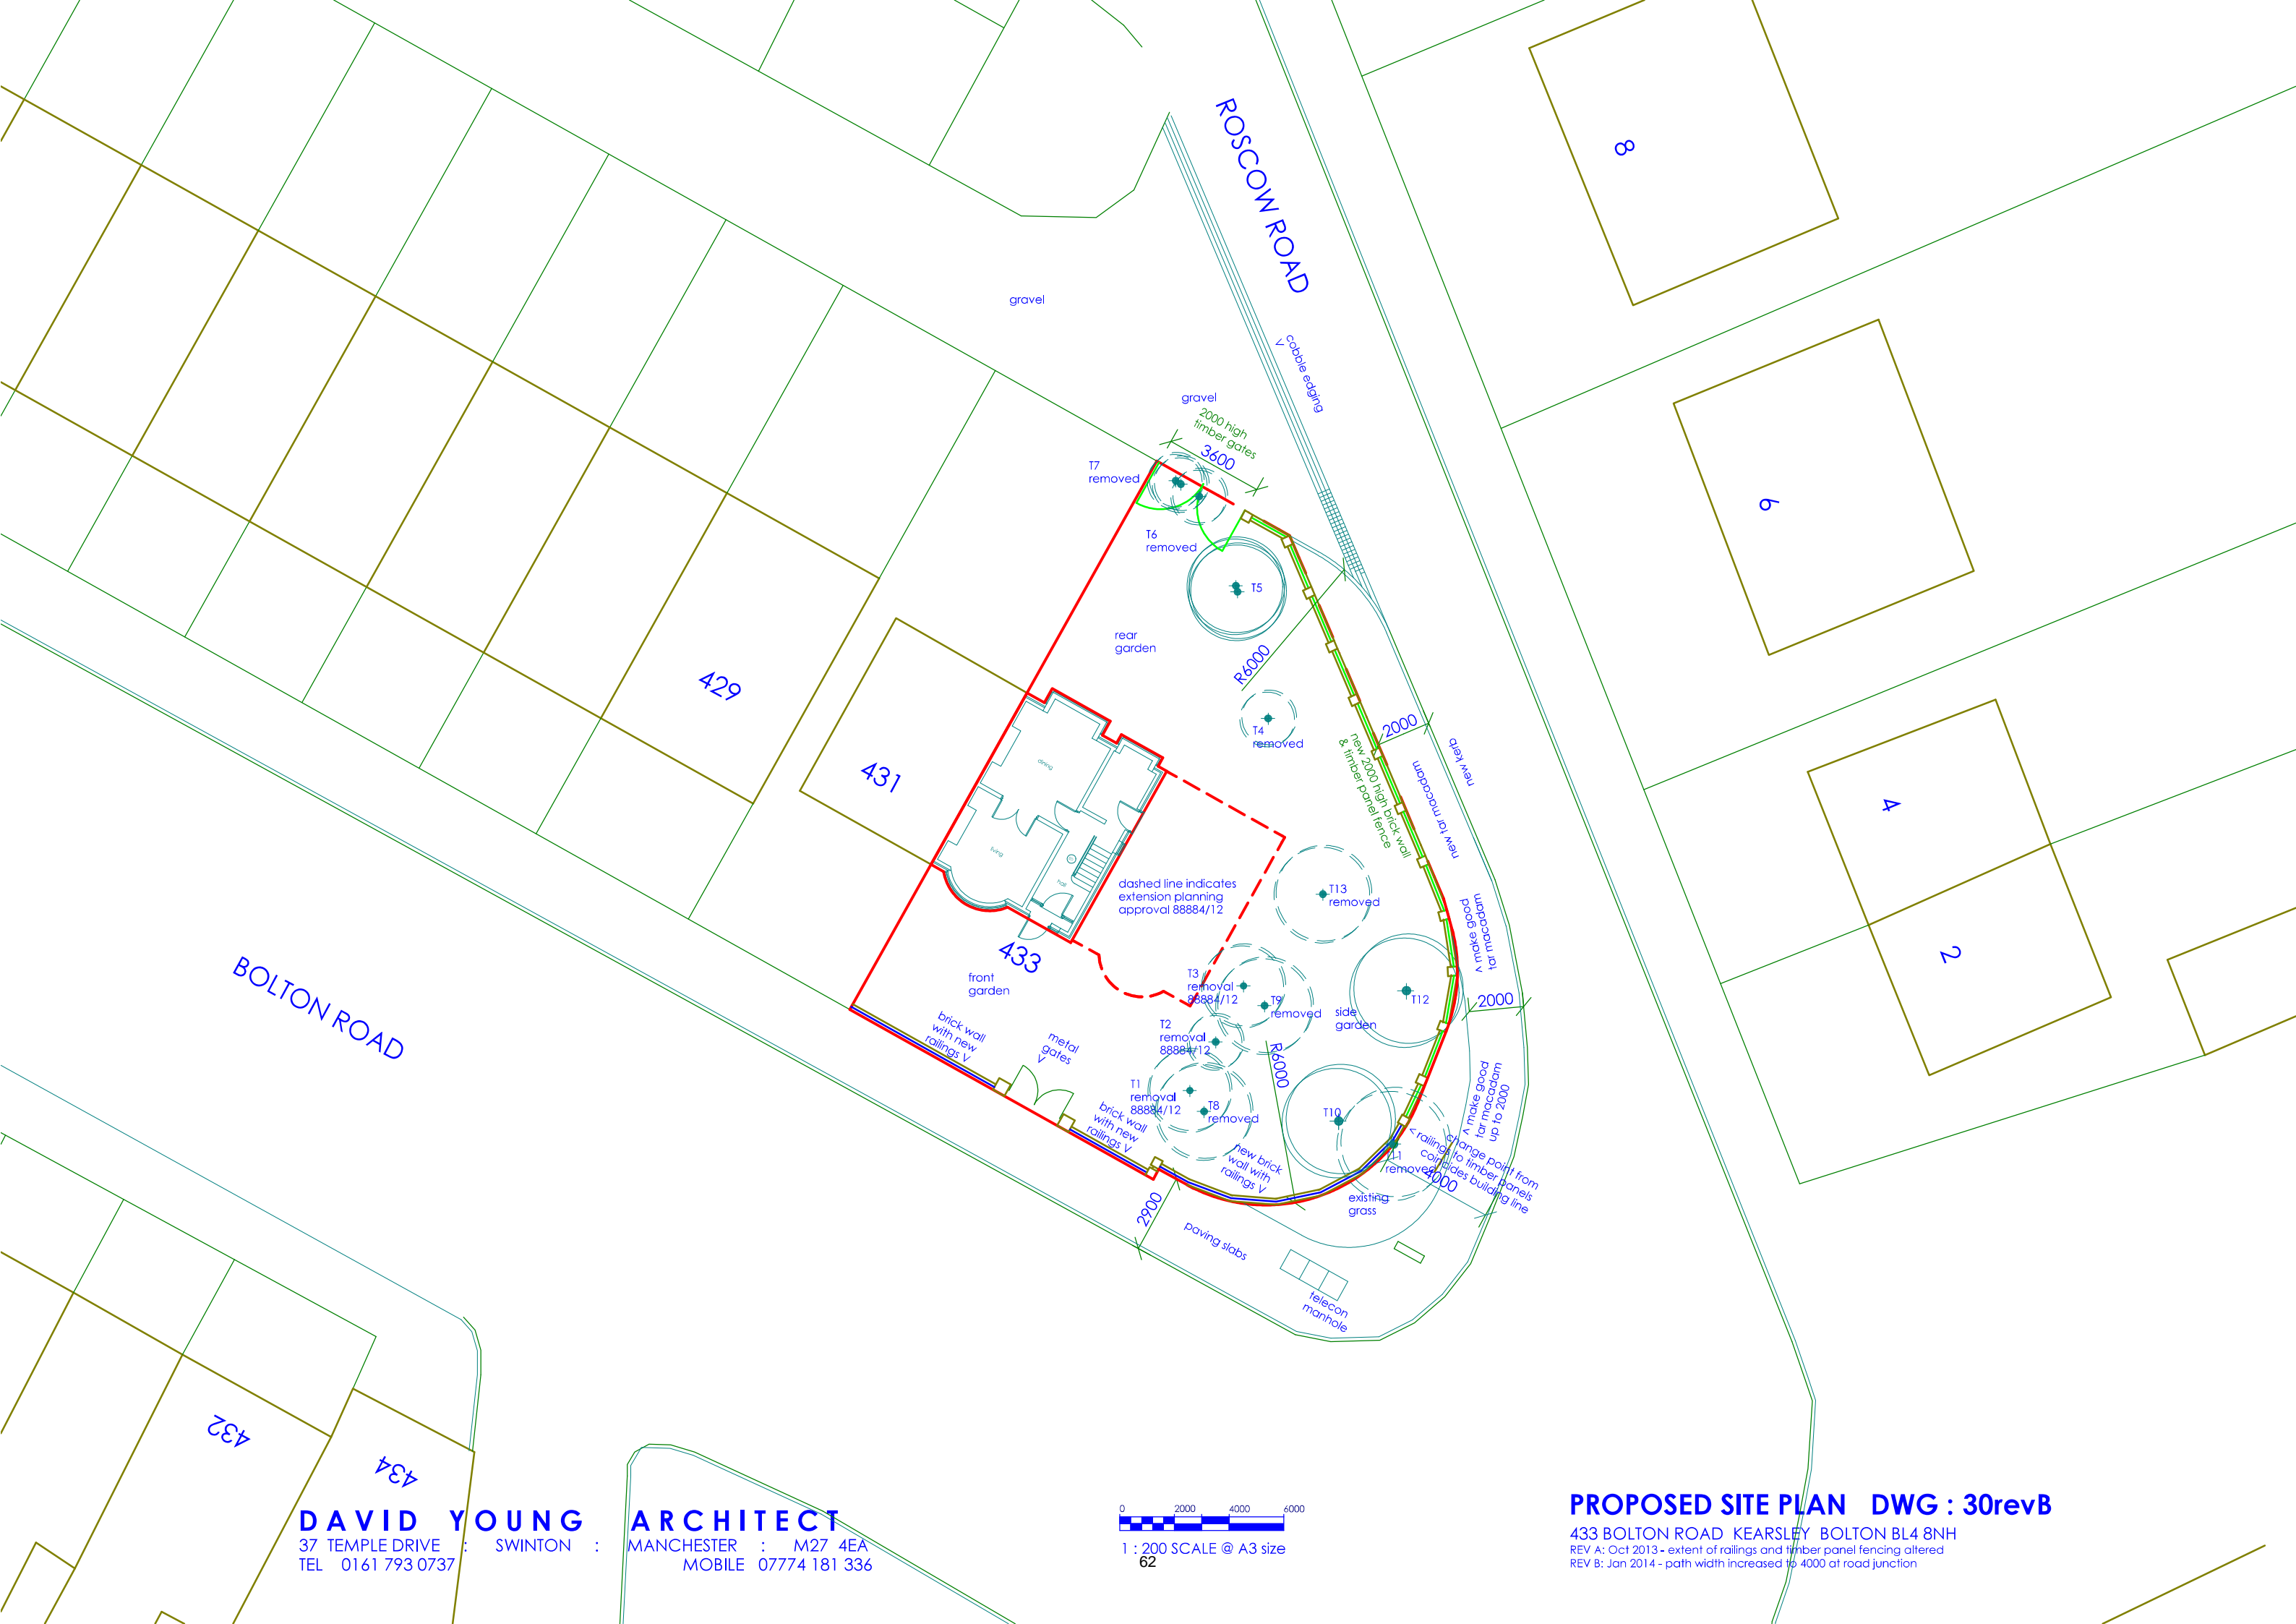 ROSCOW ROAD
8
gravel
< cobble edging
gravel
2000 high
timber gates
3600
T7
removed
T6
removed
T5
6
rear
garden
R6000
T4
removed
2000
new kerb
new tar macadam
new 2000 high brick wall
& timber panel fence
429
431
dining
living
hall
4
2
dashed line indicates
extension planning
approval 88884/12
T13
removed
< make good
tar macadam
433
front
garden
BOLTON ROAD
T3
removal
88884/12
T9
removed
T12
side
garden
2000
brick wall
with new
railings V
metal
gates
V
T2
removal
88884/12
R6000
T1
removal
88884/12
T8
removed
T10
< make good
tar macadam
up to 2000
brick wall
with new
railings V
new brick
wall with
railings V
T11
removed
change point from
< railings to timber panels
coincides building line
4000
existing
grass
2900
paving slabs
telecon
manhole
432
434
DAVID YOUNG ARCHITECT
37 TEMPLE DRIVE : SWINTON : MANCHESTER : M27 4EA
TEL 0161 793 0737 MOBILE 07774 181 336
0 2000 4000 6000
1 : 200 SCALE @ A3 size
62
PROPOSED SITE PLAN DWG : 30revB
433 BOLTON ROAD KEARSLEY BOLTON BL4 8NH
REV A: Oct 2013 - extent of railings and timber panel fencing altered
REV B: Jan 2014 - path width increased to 4000 at road junction